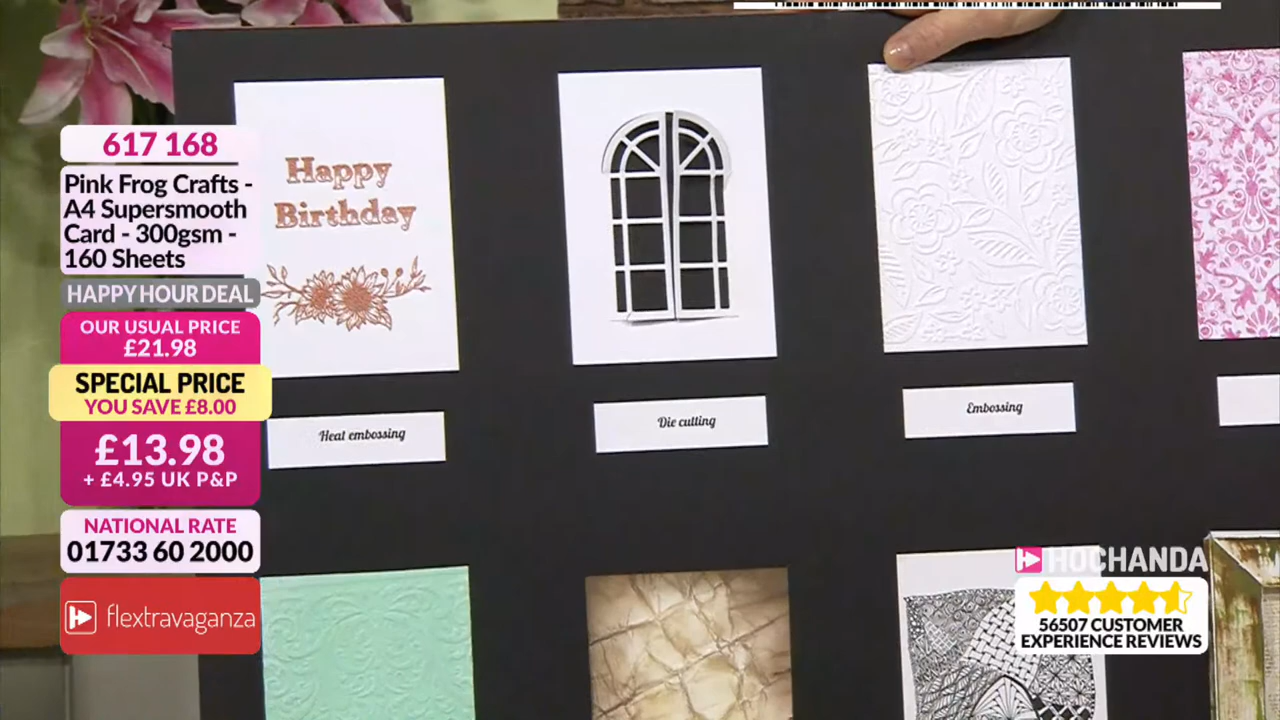 617 168
Pink Frog Crafts -
A4 Supersmooth
Card - 300gsm -
160 Sheets
HAPPY HOUR DEAL
OUR USUAL PRICE
£21.98
SPECIAL PRICE
YOU SAVE £8.00
£13.98
+ £4.95 UK P&P
NATIONAL RATE
01733 60 2000
flextravaganza
Happy
Birthday
Heat embossing
Die cutting
Embossing
HOCHANDA
56507 CUSTOMER
EXPERIENCE REVIEWS